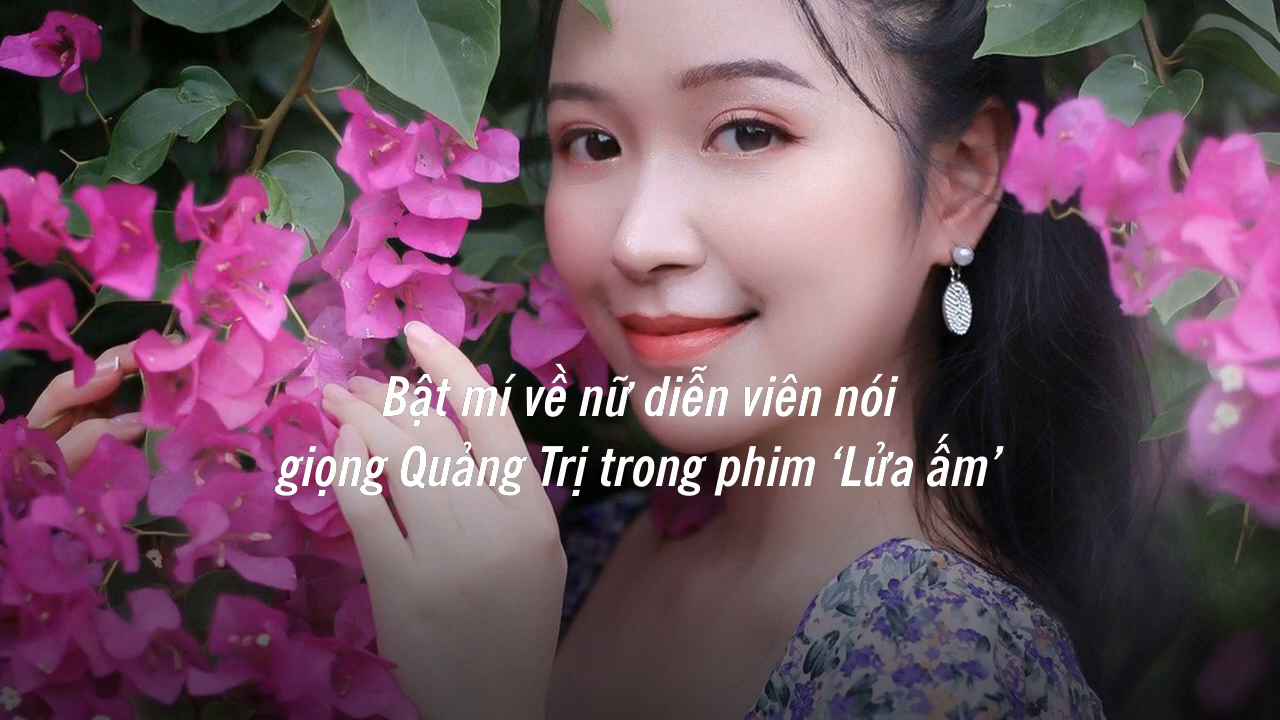 Bật mí về nữ diễn viên nói
giọng Quảng Trị trong phim ‘Lửa ấm’